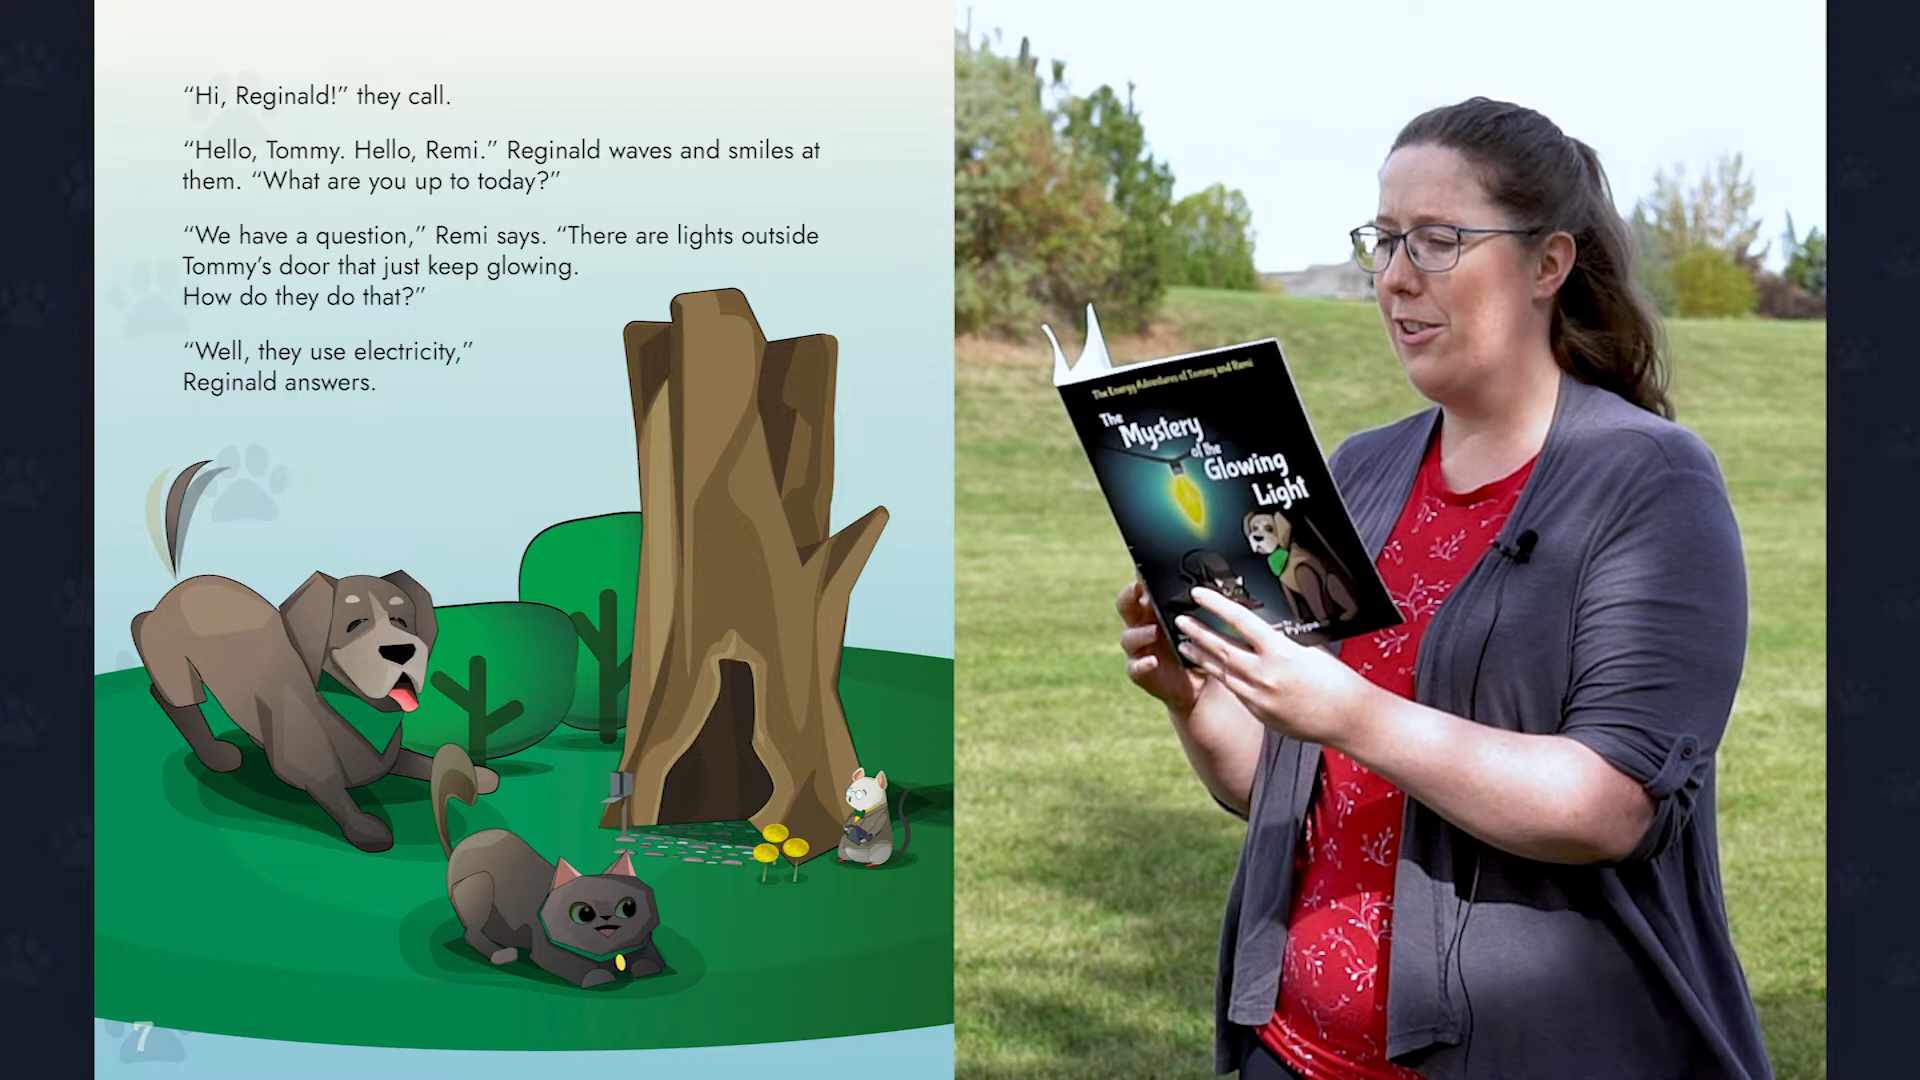 “Hi, Reginald!” they call.
“Hello, Tommy. Hello, Remi.” Reginald waves and smiles at
them. “What are you up to today?”
“We have a question,” Remi says. “There are lights outside
Tommy’s door that just keep glowing.
How do they do that?”
“Well, they use electricity,”
Reginald answers.
7
The Energy Adventures of Tommy and Remi
The
Mystery
of the
Glowing
Light